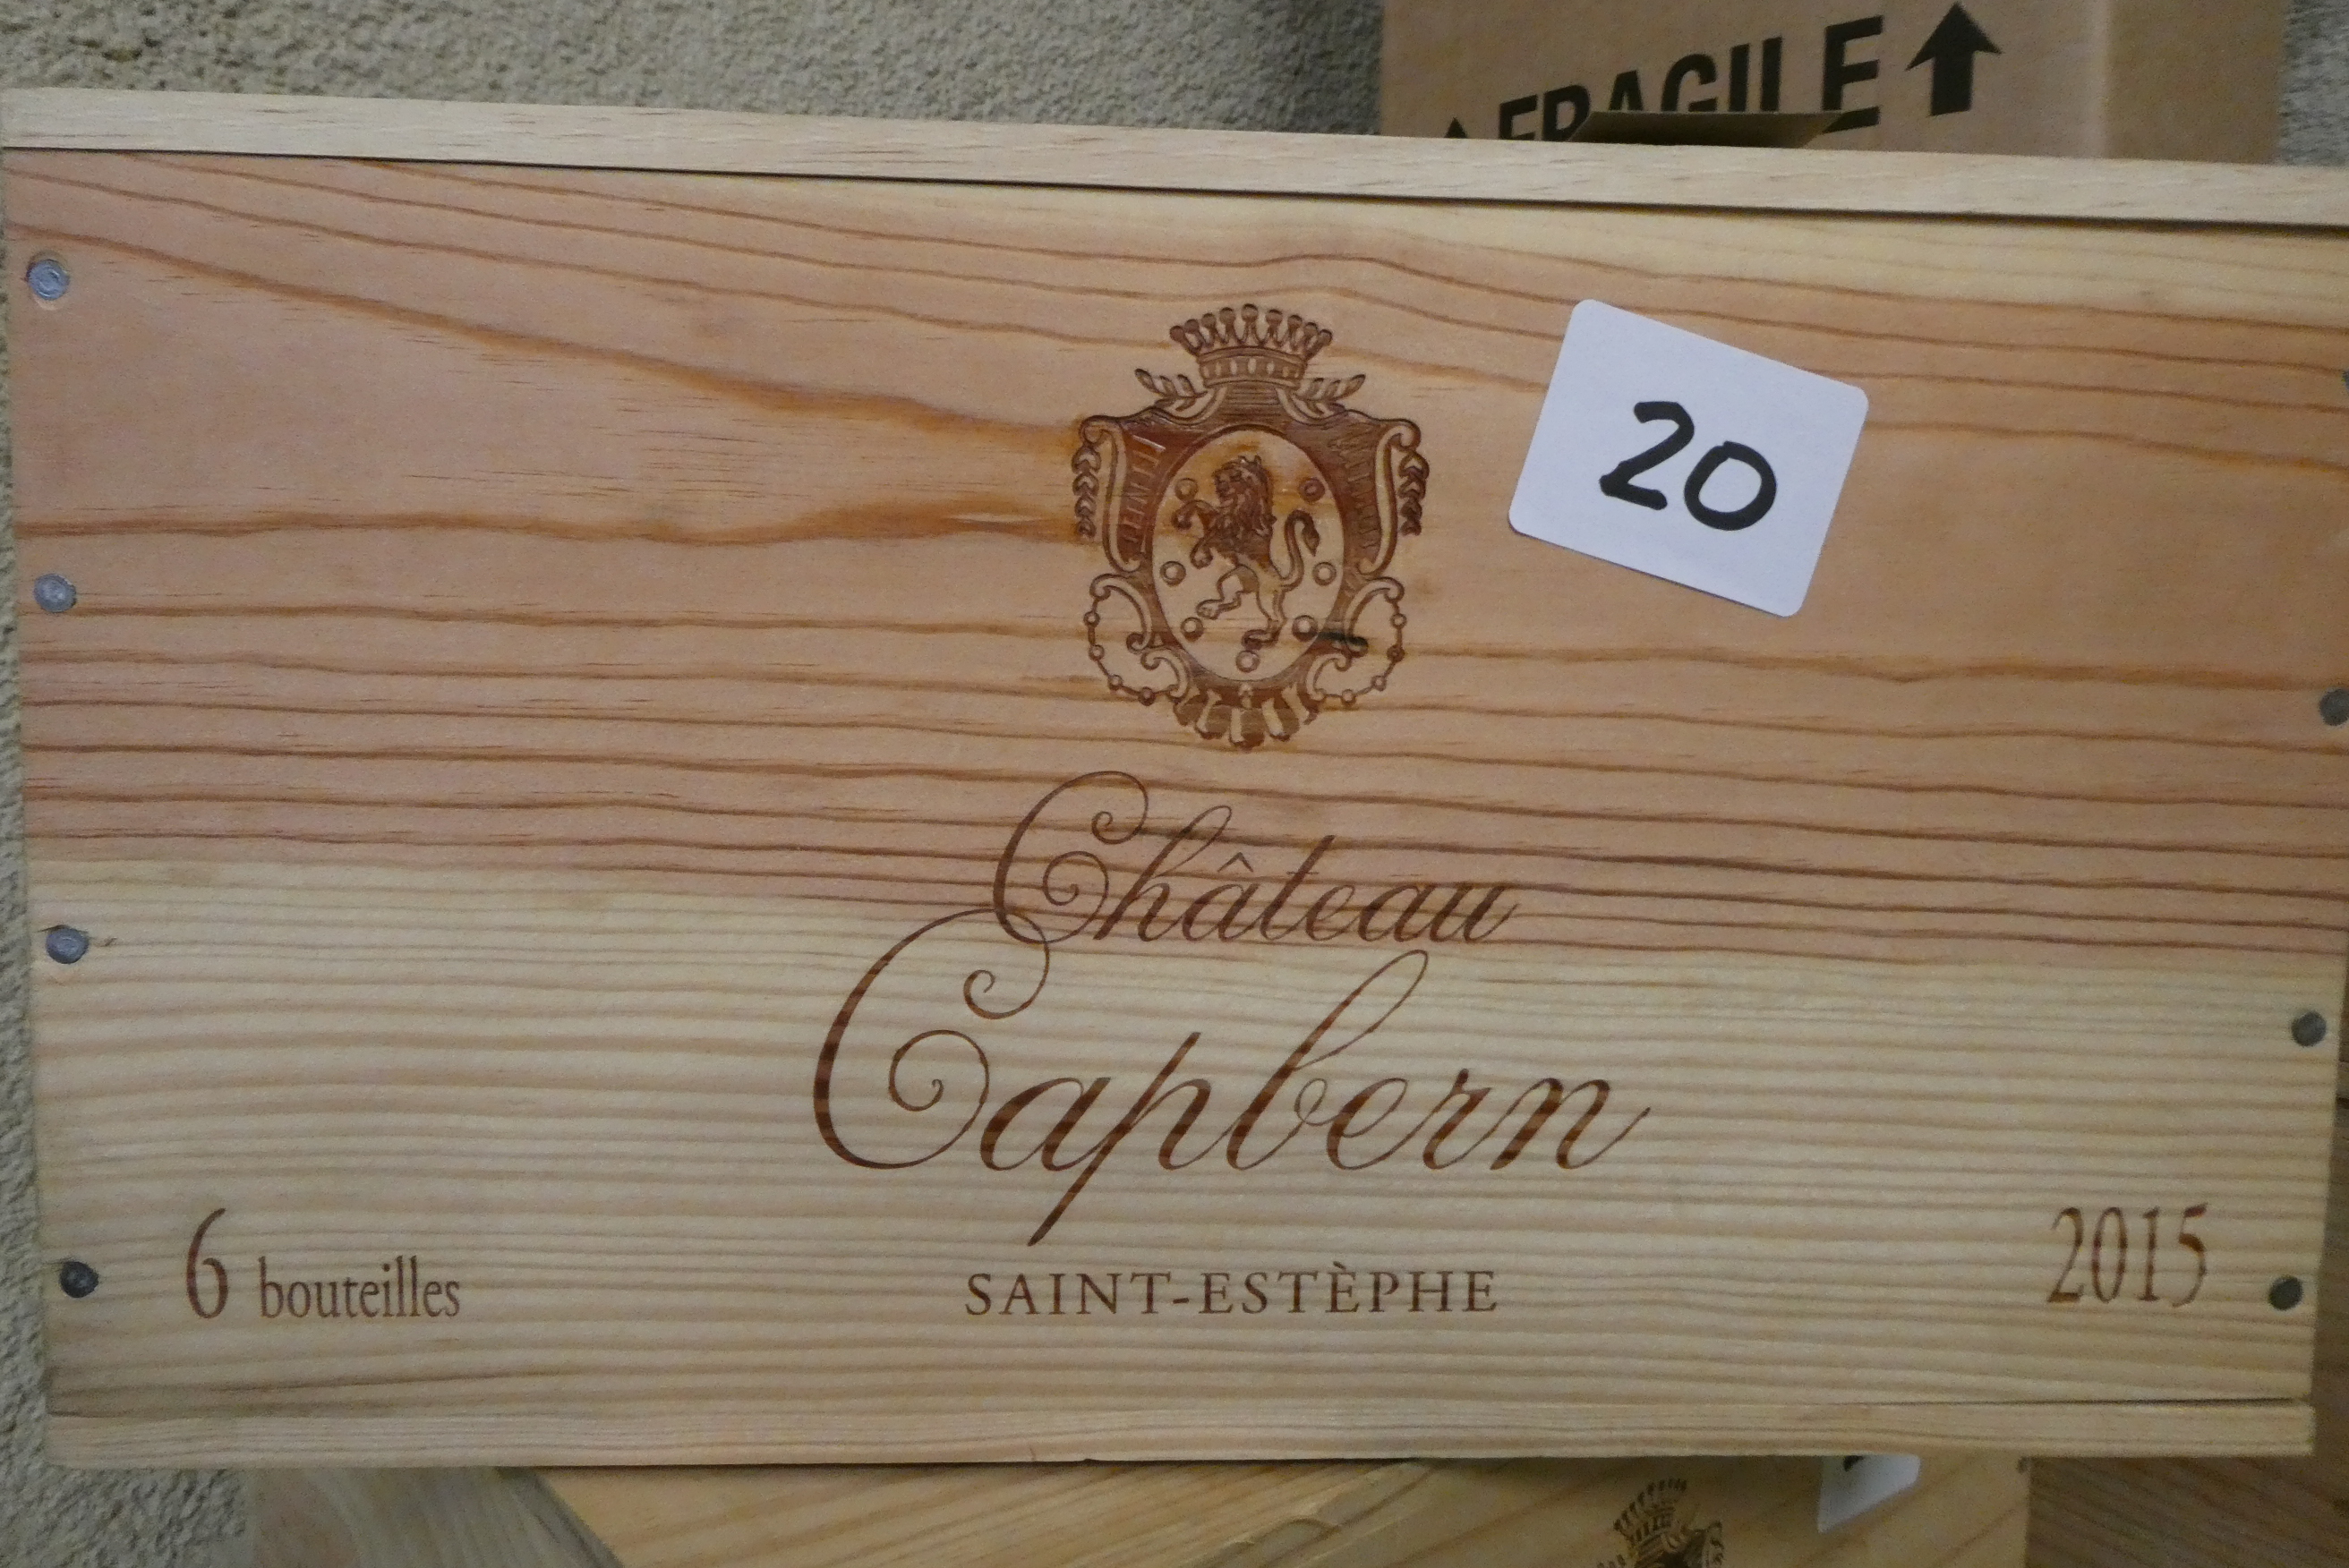 FRAGILE
20
Château
Capbern
6 bouteilles
SAINT-ESTÈPHE
2015